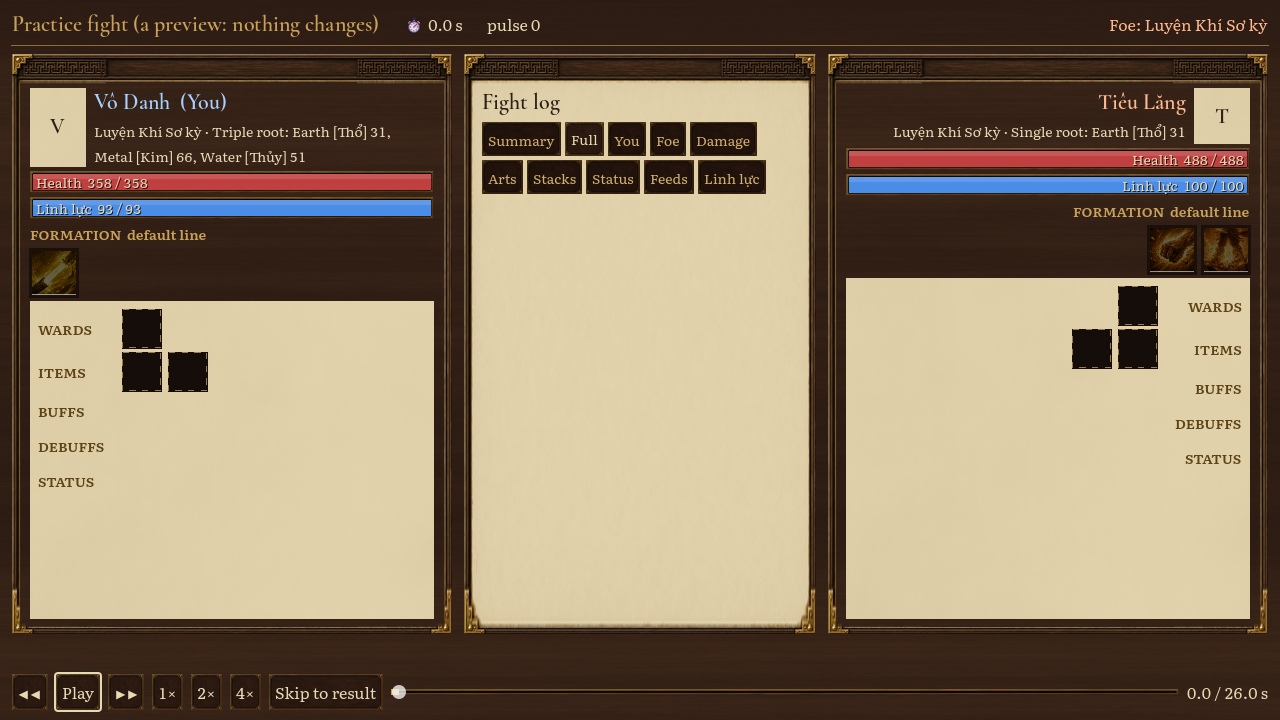 Practice fight (a preview: nothing changes)
0.0 s
pulse 0
Foe: Luyện Khí Sơ kỳ
V
Vô Danh (You)
Luyện Khí Sơ kỳ · Triple root: Earth [Thổ] 31,
Metal [Kim] 66, Water [Thủy] 51
Health 358 / 358
Linh lực 93 / 93
FORMATION default line
WARDS
ITEMS
BUFFS
DEBUFFS
STATUS
Fight log
Summary Full You Foe Damage
Arts Stacks Status Feeds Linh lực
Tiêu Lăng
T
Luyện Khí Sơ kỳ · Single root: Earth [Thổ] 31
Health 488 / 488
Linh lực 100 / 100
FORMATION default line
WARDS
ITEMS
BUFFS
DEBUFFS
STATUS
◄◄ Play ►► 1× 2× 4× Skip to result 0.0 / 26.0 s